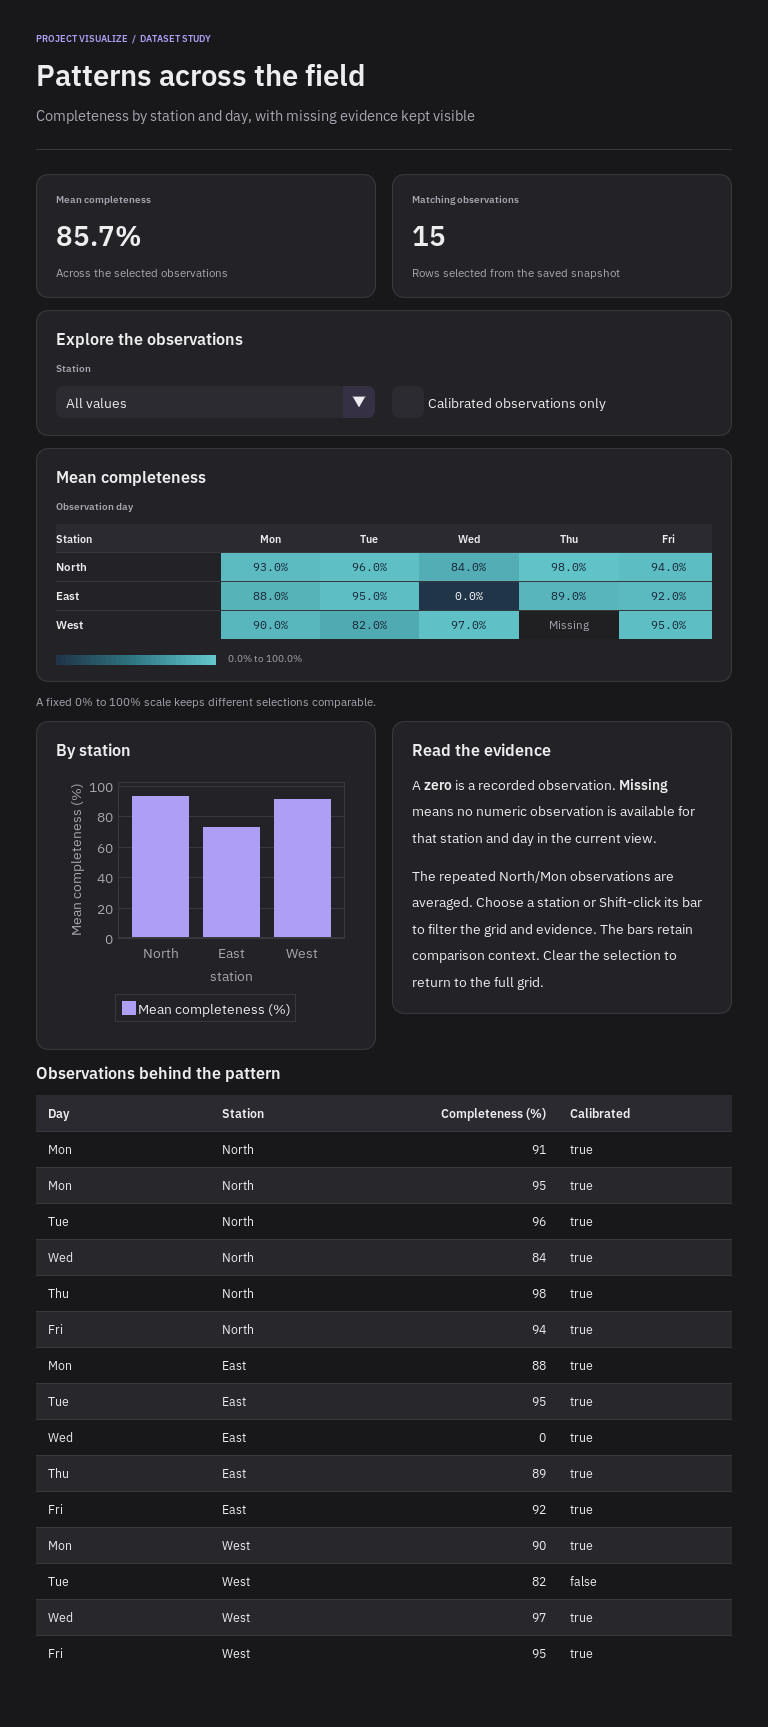 PROJECT VISUALIZE / DATASET STUDY
Patterns across the field
Completeness by station and day, with missing evidence kept visible
Mean completeness
85.7%
Across the selected observations
Matching observations
15
Rows selected from the saved snapshot
Explore the observations
Station
All values
Calibrated observations only
Mean completeness
Observation day
Station Mon Tue Wed Thu Fri
North 93.0% 96.0% 84.0% 98.0% 94.0%
East 88.0% 95.0% 0.0% 89.0% 92.0%
West 90.0% 82.0% 97.0% Missing 95.0%
0.0% to 100.0%
A fixed 0% to 100% scale keeps different selections comparable.
By station
Mean completeness (%)
100
80
60
40
20
0
North East West
station
Mean completeness (%)
Read the evidence
A zero is a recorded observation. Missing
means no numeric observation is available for
that station and day in the current view.
The repeated North/Mon observations are
averaged. Choose a station or Shift-click its bar
to filter the grid and evidence. The bars retain
comparison context. Clear the selection to
return to the full grid.
Observations behind the pattern
Day Station Completeness (%) Calibrated
Mon North 91 true
Mon North 95 true
Tue North 96 true
Wed North 84 true
Thu North 98 true
Fri North 94 true
Mon East 88 true
Tue East 95 true
Wed East 0 true
Thu East 89 true
Fri East 92 true
Mon West 90 true
Tue West 82 false
Wed West 97 true
Fri West 95 true